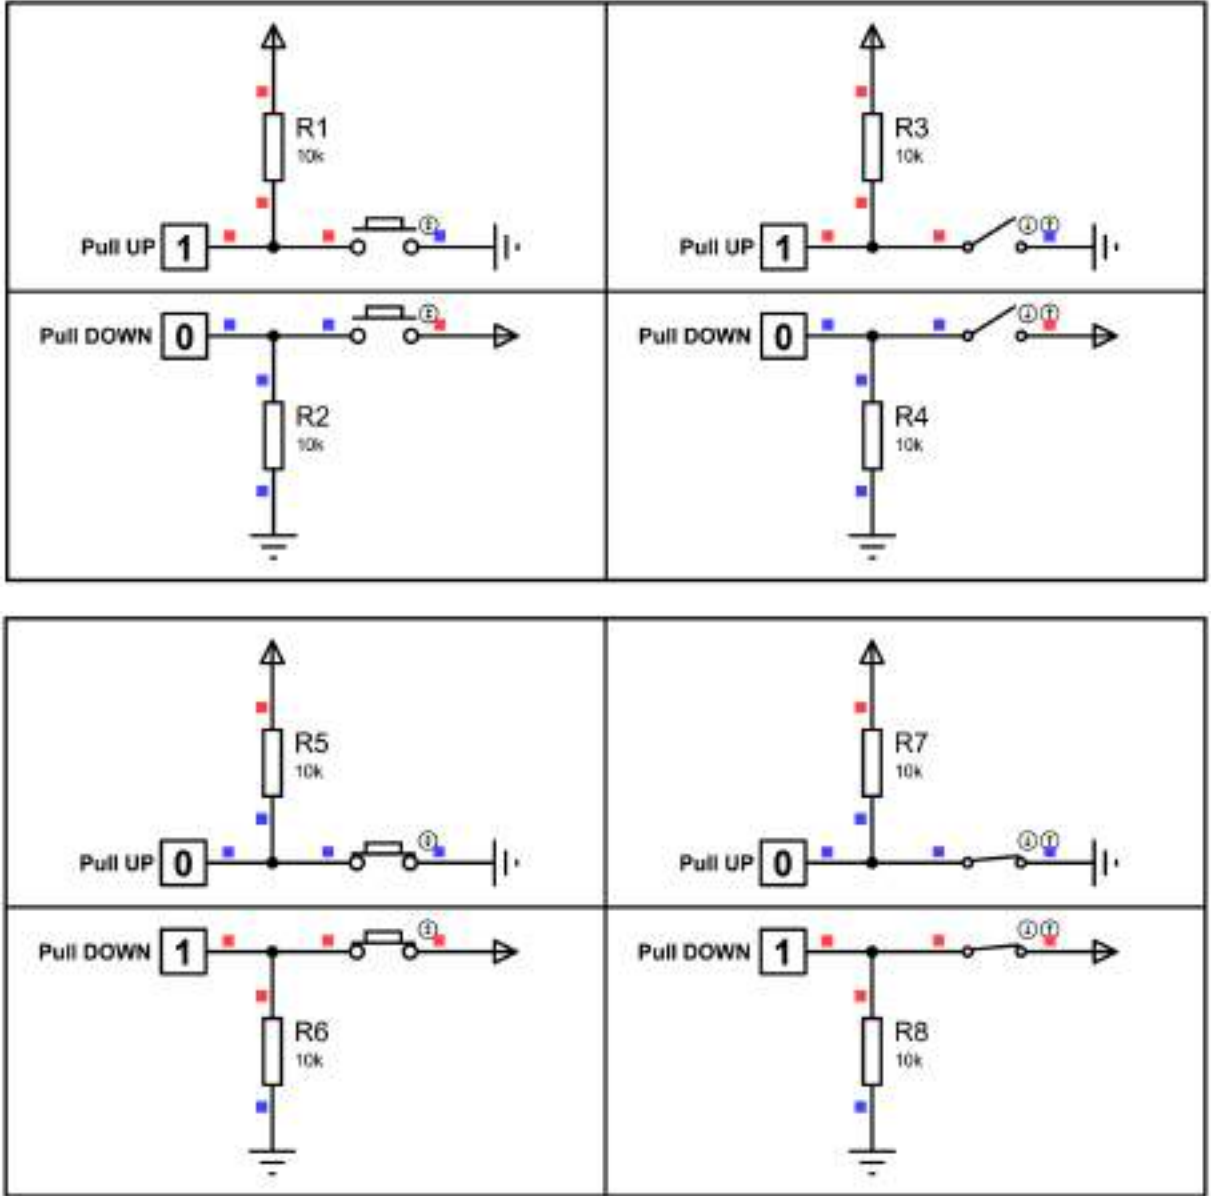 R1
10k
Pull UP 1
R3
10k
Pull UP 1
Pull DOWN 0
R2
10k
Pull DOWN 0
R4
10k
R5
10k
Pull UP 0
R7
10k
Pull UP 0
Pull DOWN 1
R6
10k
Pull DOWN 1
R8
10k